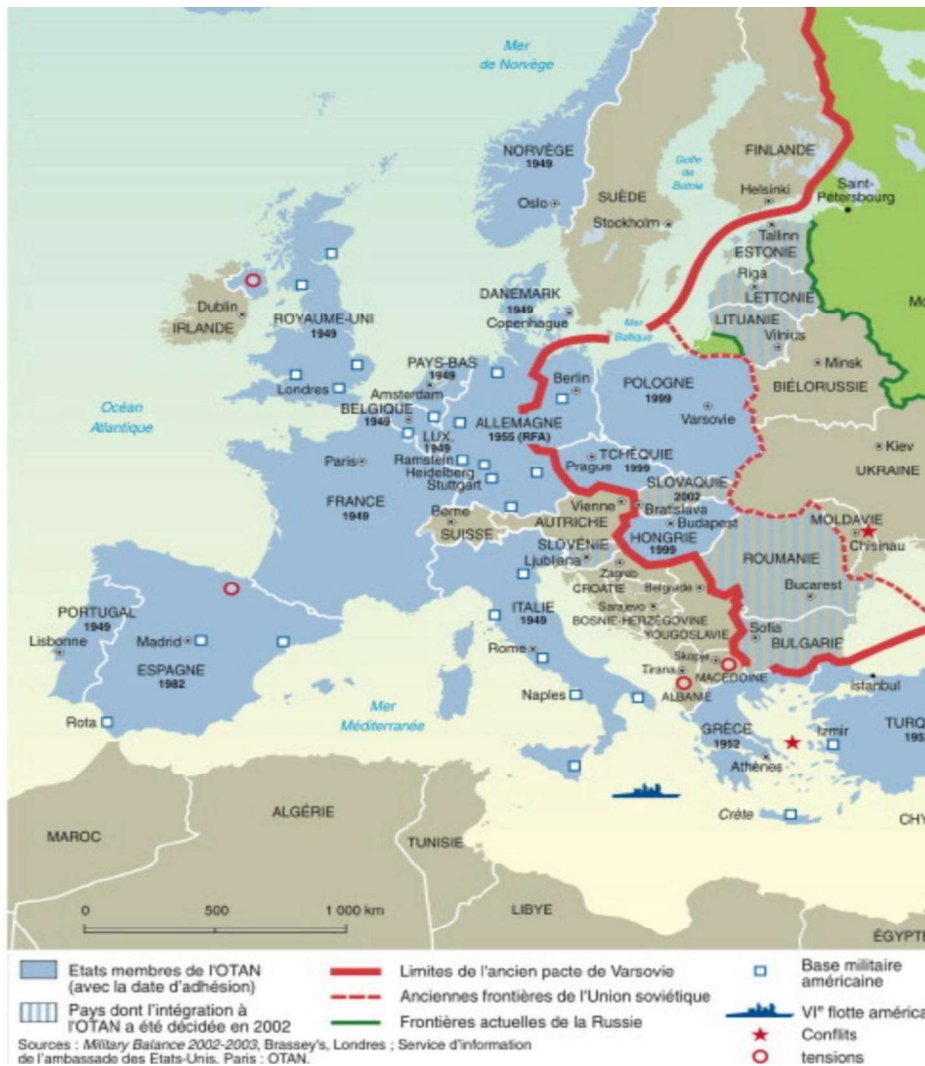 Mer
de Norvège
NORVÈGE
1949
FINLANDE
Golfe
de
Botnie
SUÈDE
Helsinki
Saint-
Pétersbourg
Oslo
Stockholm
Tallinn
ESTONIE
Riga
LETTONIE
Dublin
IRLANDE
ROYAUME-UNI
1949
DANEMARK
1949
Copenhague
Mer
Baltique
LITUANIE
Vilnius
Mo
Minsk
BIÉLORUSSIE
PAYS-BAS
1949
Amsterdam
Londres
Berlin
POLOGNE
1999
Varsovie
Océan
Atlantique
BELGIQUE
1949
ALLEMAGNE
1955 (RFA)
LUX.
1949
Kiev
UKRAINE
Paris
Ramstein
Heidelberg
Stuttgart
Prague
TCHÉQUIE
1999
SLOVAQUIE
2002
FRANCE
1949
Vienne
Bratislava
Berne
SUISSE
AUTRICHE
Budapest
HONGRIE
1999
MOLDAVIE
Chisinau
SLOVÉNIE
Ljubljana
ROUMANIE
Zagreb
CROATIE
Belgrade
Bucarest
PORTUGAL
1949
Lisbonne
Madrid
ESPAGNE
1982
ITALIE
1949
Sarajevo
BOSNIE-HERZÉGOVINE
YOUGOSLAVIE
Sofia
BULGARIE
Rome
Skopje
Tirana
MACÉDOINE
ALBANIE
Istanbul
Naples
Mer
Méditerranée
Rota
GRÈCE
1952
Izmir
TURQ
195
Athènes
Crète
CHY
MAROC
ALGÉRIE
TUNISIE
LIBYE
ÉGYPT
0 500 1 000 km
Etats membres de l'OTAN
(avec la date d'adhésion)
Pays dont l'intégration à
l'OTAN a été décidée en 2002
Limites de l'ancien pacte de Varsovie
Anciennes frontières de l'Union soviétique
Frontières actuelles de la Russie
Base militaire
américaine
VIe flotte américa
Conflits
tensions
Sources : Military Balance 2002-2003, Brassey's, Londres ; Service d'information
de l'ambassade des Etats-Unis, Paris ; OTAN.